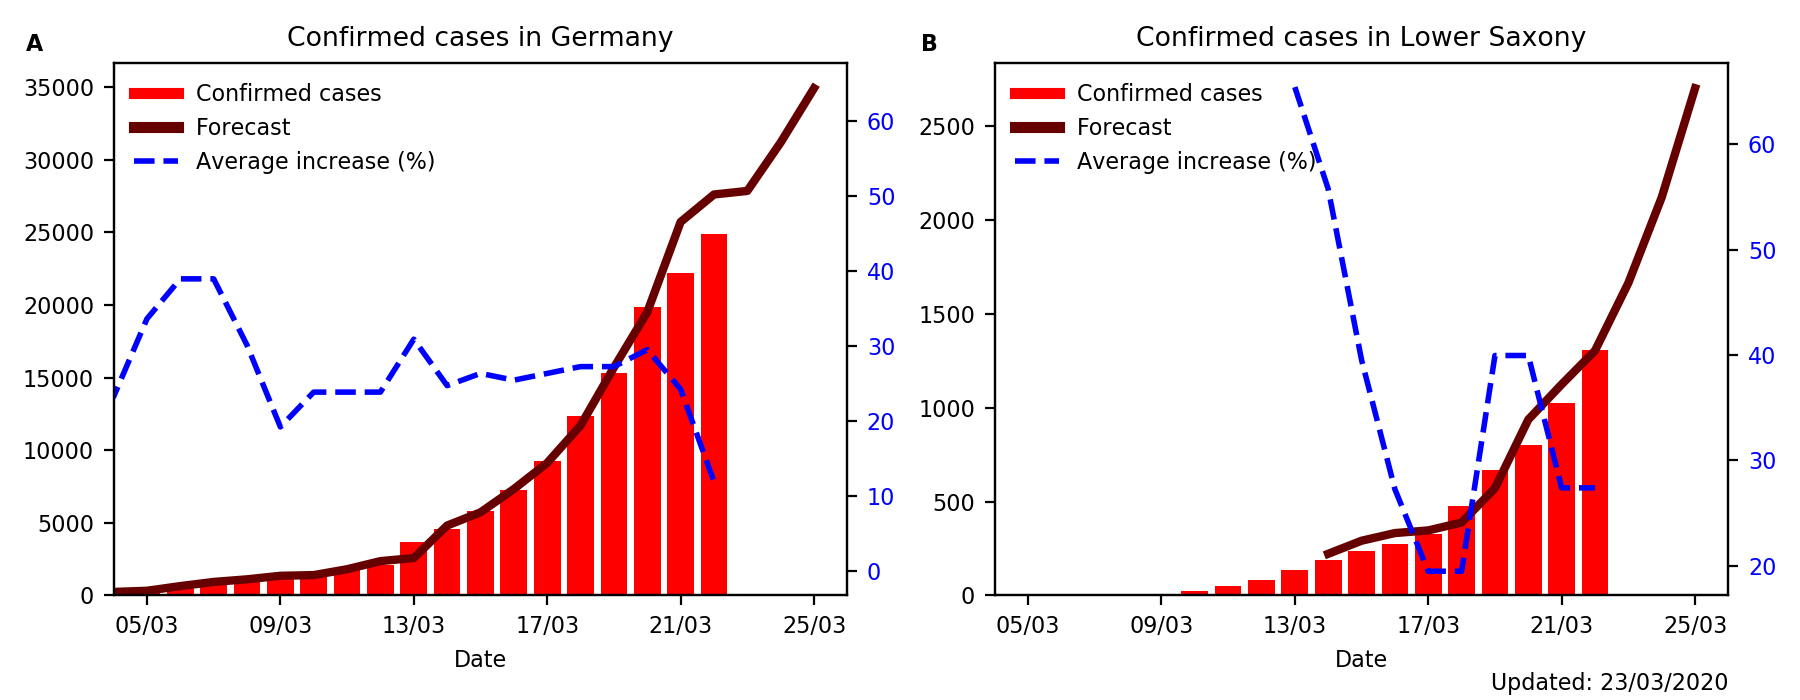 A
Confirmed cases in Germany
Confirmed cases
Forecast
Average increase (%)
35000
30000
25000
20000
15000
10000
5000
0
60
50
40
30
20
10
0
05/03 09/03 13/03 17/03 21/03 25/03
Date
B
Confirmed cases in Lower Saxony
Confirmed cases
Forecast
Average increase (%)
2500
2000
1500
1000
500
0
60
50
40
30
20
05/03 09/03 13/03 17/03 21/03 25/03
Date
Updated: 23/03/2020